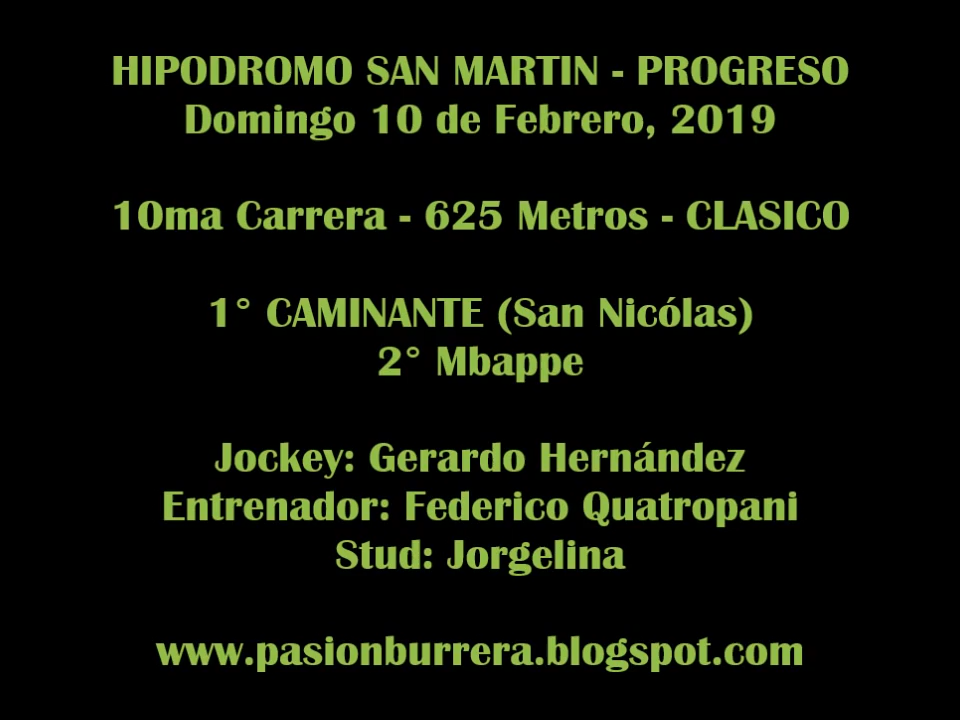 HIPODROMO SAN MARTIN - PROGRESO
Domingo 10 de Febrero, 2019
10ma Carrera - 625 Metros - CLASICO
1° CAMINANTE (San Nicólas)
2° Mbappe
Jockey: Gerardo Hernández
Entrenador: Federico Quatropani
Stud: Jorgelina
www.pasionburrera.blogspot.com